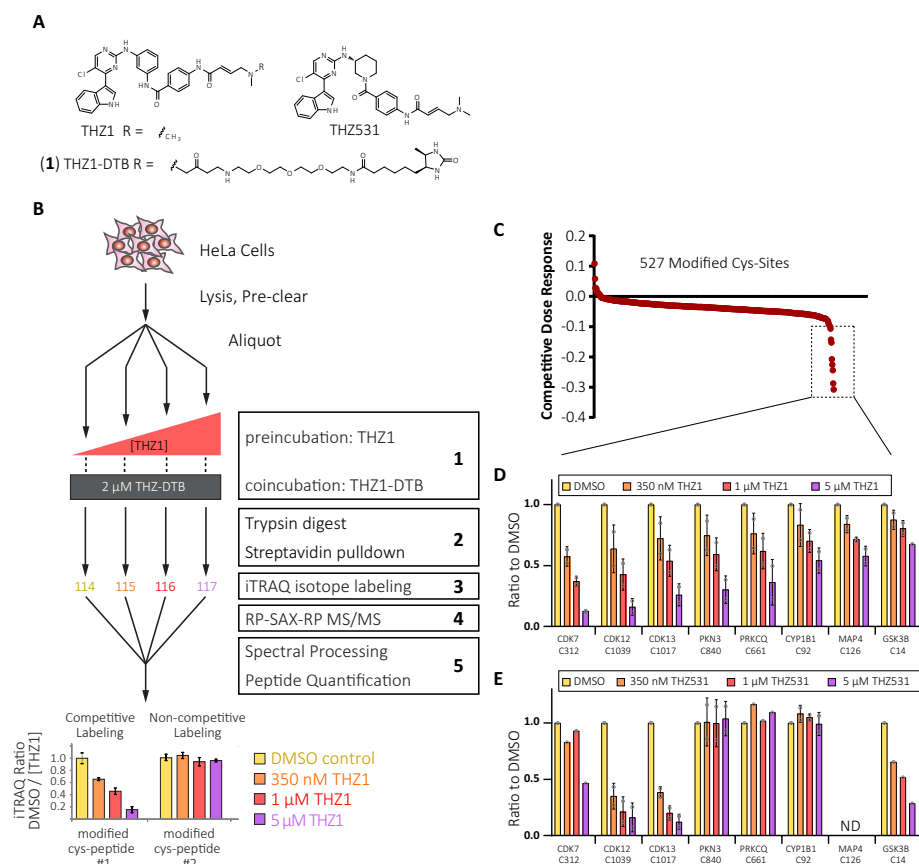 A
N
N
H
N
R
Cl
N
NH
O
NH
O
H
N
THZ1 R =
CH3
THZ531
(1) THZ1-DTB R =
B
HeLa Cells
Lysis, Pre-clear
Aliquot
[THZ1]
2 µM THZ-DTB
preincubation: THZ1
1
coincubation: THZ1-DTB
Trypsin digest
2
Streptavidin pulldown
114 115 116 117
iTRAQ isotope labeling 3
RP-SAX-RP MS/MS 4
Spectral Processing
5
Peptide Quantification
Competitive Labeling
Non-competitive Labeling
iTRAQ Ratio
DMSO / [THZ1]
1.0
0.8
0.6
0.4
0.2
modified cys-peptide #1
modified cys-peptide #2
DMSO control
350 nM THZ1
1 µM THZ1
5 µM THZ1
C
Competitive Dose Response
0.2
0.1
0.0
-0.1
-0.2
-0.3
-0.4
527 Modified Cys-Sites
D
DMSO 350 nM THZ1 1 µM THZ1 5 µM THZ1
Ratio to DMSO
1.0
0.5
0.0
CDK7 CDK12 CDK13 PKN3 PRKCQ CYP1B1 MAP4 GSK3B
C312 C1039 C1017 C840 C661 C92 C126 C14
E
DMSO 350 nM THZ531 1 µM THZ531 5 µM THZ531
Ratio to DMSO
1.0
0.5
0.0
ND
CDK7 CDK12 CDK13 PKN3 PRKCQ CYP1B1 MAP4 GSK3B
C312 C1039 C1017 C840 C661 C92 C126 C14